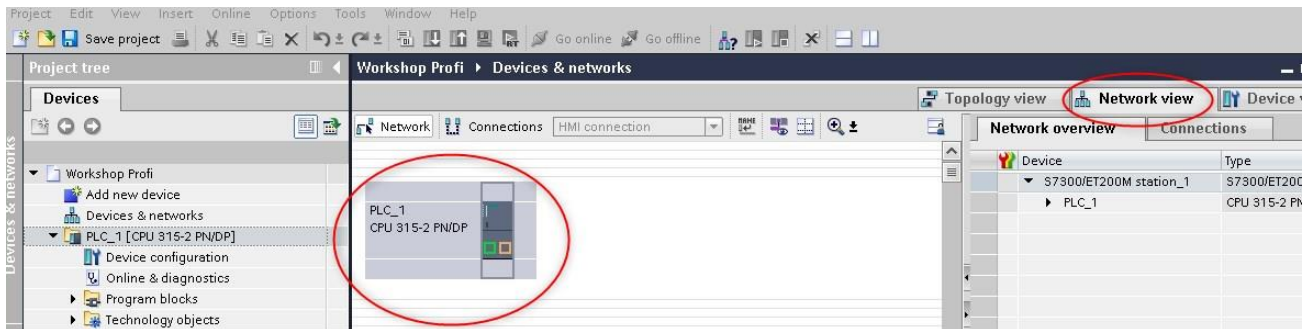 Project Edit View Insert Online Options Tools Window Help
Save project Go online Go offline
Project tree
Workshop Profi Devices & networks
Devices
Topology view Network view Device
Network Connections HMI connection
Network overview Connections
Devices & networks
Device Type
Workshop Profi
Add new device
Devices & networks
PLC_1 [CPU 315-2 PN/DP]
Device configuration
Online & diagnostics
Program blocks
Technology objects
PLC_1
CPU 315-2 PN/DP
S7300/ET200M station_1 S7300/ET200
PLC_1 CPU 315-2 PN